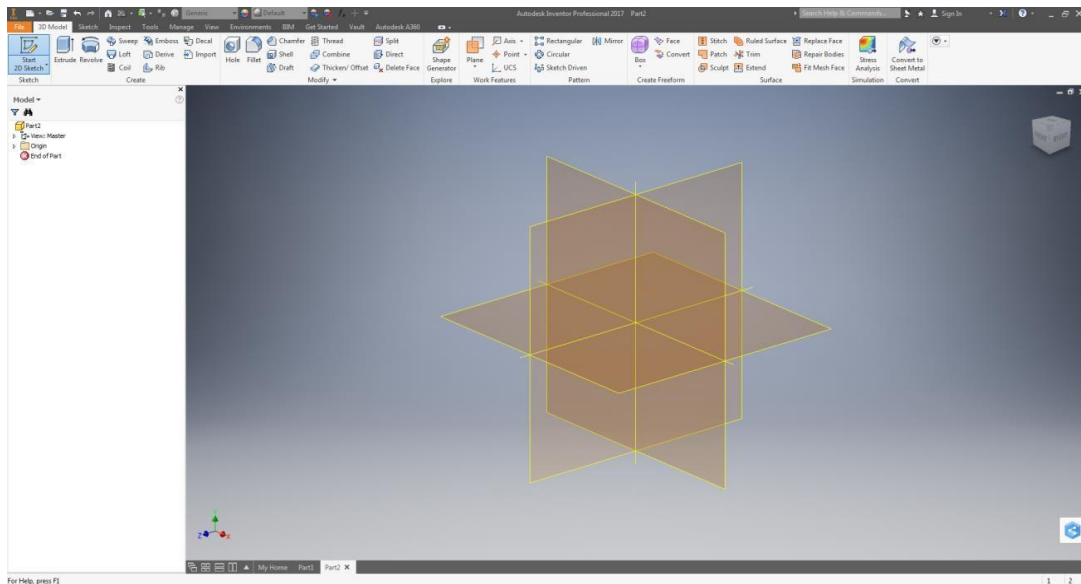 Generic Default Autodesk Inventor Professional 2017 Part2 Search Help & Commands... Sign In
File 3D Model Sketch Inspect Tools Manage View Environments BIM Get Started Vault Autodesk A360
Start 2D Sketch
Extrude Revolve
Sweep Emboss Decal
Loft Derive Import
Coil Rib
Hole Fillet
Chamfer Thread Split
Shell Combine Direct
Draft Thicken/ Offset Delete Face
Shape Generator
Plane
Axis
Point
UCS
Rectangular Mirror
Circular
Sketch Driven
Box
Face
Convert
Stitch Ruled Surface Replace Face
Patch Trim Repair Bodies
Sculpt Extend Fit Mesh Face
Stress Analysis
Convert to Sheet Metal
Sketch Create Modify Explore Work Features Pattern Create Freeform Surface Simulation Convert
Model
Part2
View: Master
Origin
End of Part
Y
Z X
My Home Part1 Part2
For Help, press F1 1 2